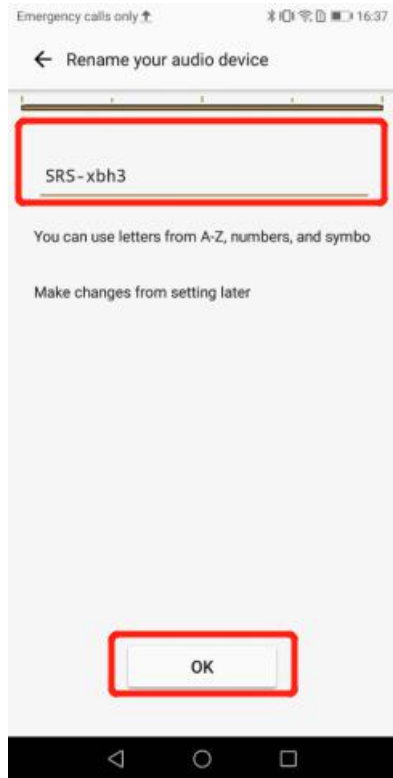 Emergency calls only 16:37
Rename your audio device
SRS-xbh3
You can use letters from A-Z, numbers, and symbo
Make changes from setting later
OK